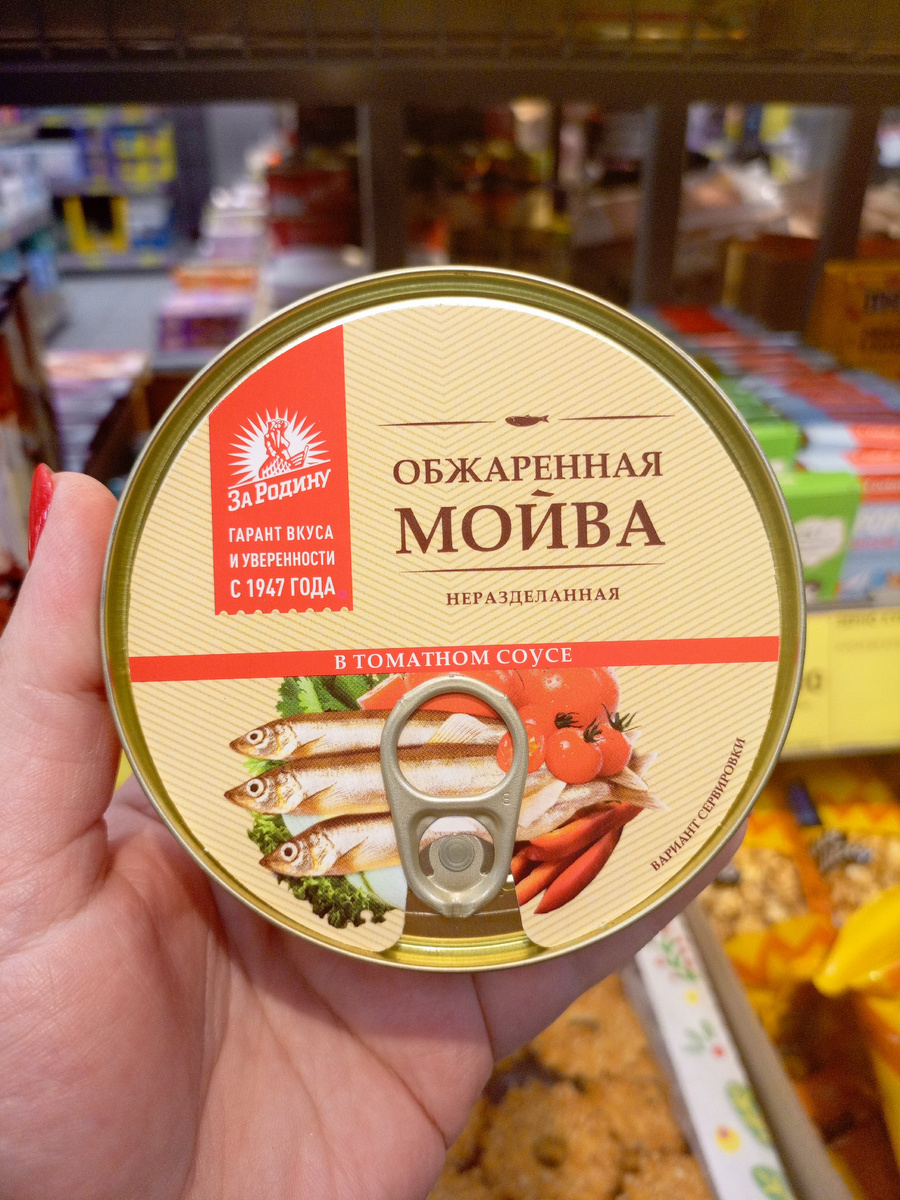 За Родину
ГАРАНТ ВКУСА
И УВЕРЕННОСТИ
С 1947 ГОДА
ОБЖАРЕННАЯ
МОЙВА
НЕРАЗДЕЛАННАЯ
В ТОМАТНОМ СОУСЕ
ВАРИАНТ СЕРВИРОВКИ